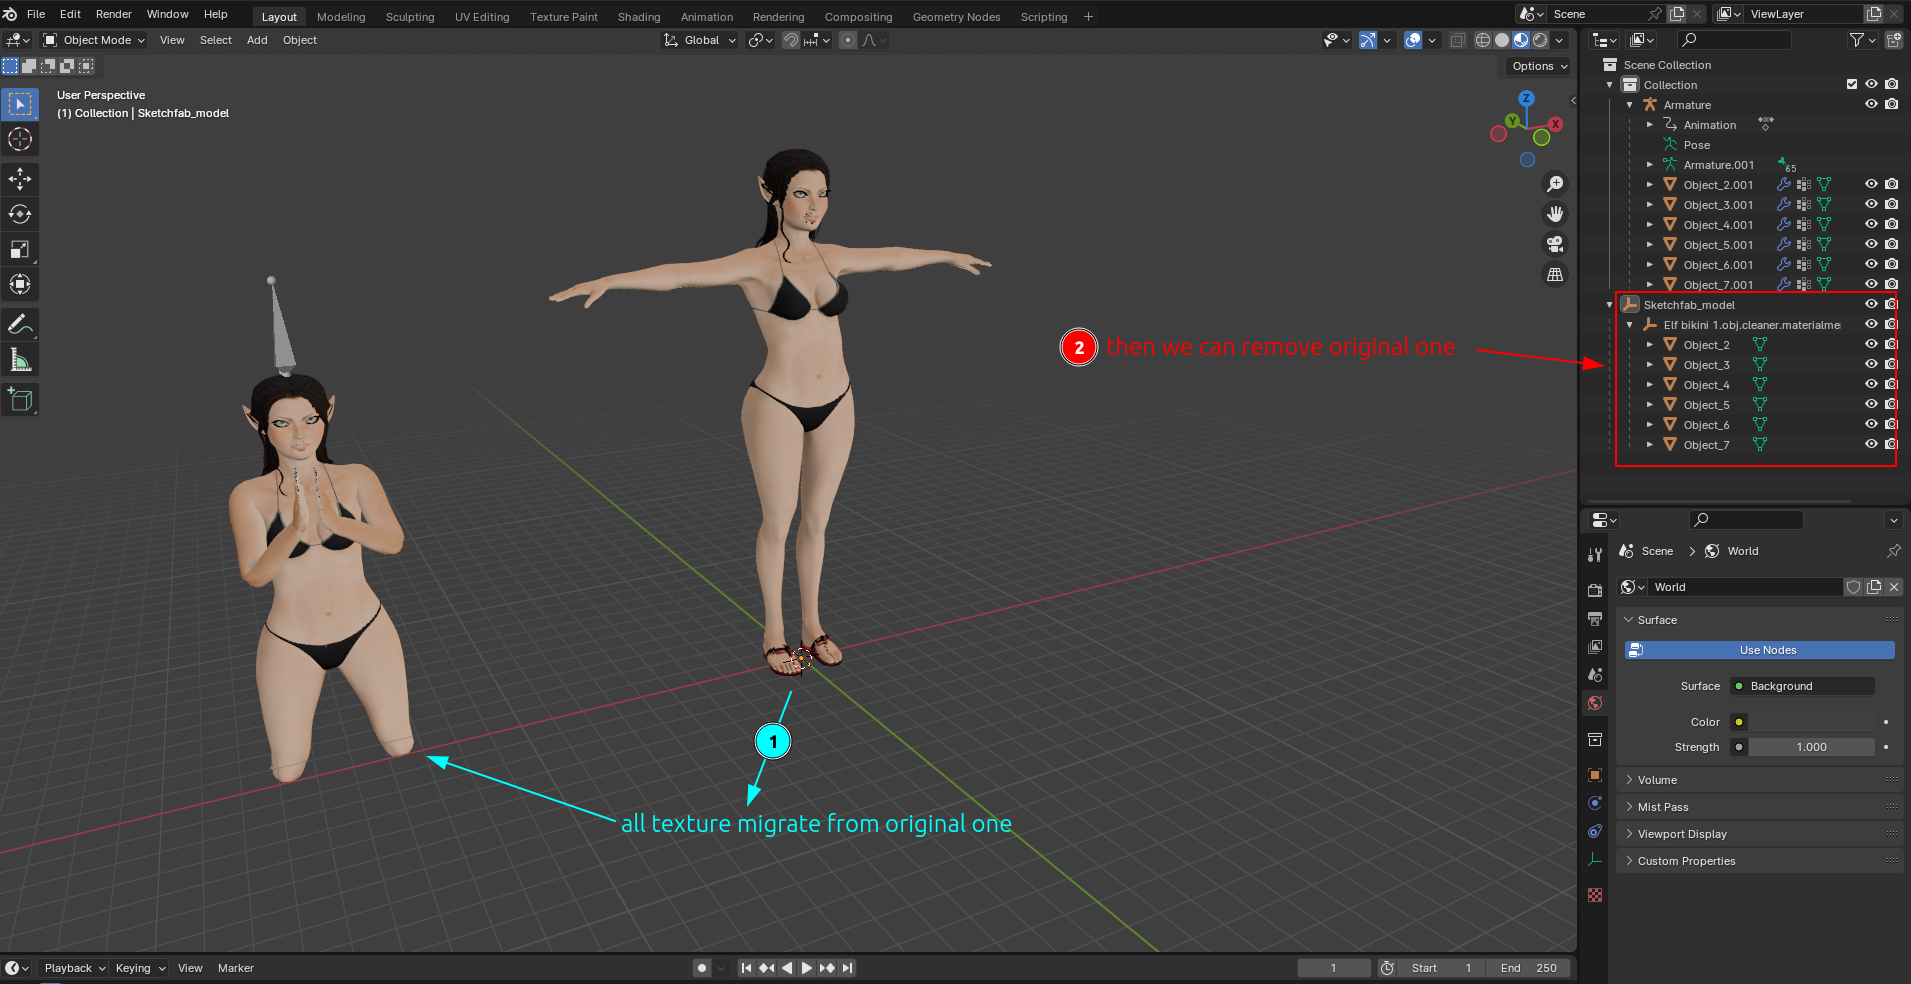 File Edit Render Window Help Layout Modeling Sculpting UV Editing Texture Paint Shading Animation Rendering Compositing Geometry Nodes Scripting + Scene ViewLayer
Object Mode View Select Add Object Global
Options
User Perspective
(1) Collection | Sketchfab_model
Z
Y
X
2 then we can remove original one
1
all texture migrate from original one
Scene Collection
Collection
Armature
Animation
Pose
Armature.001 65
Object_2.001
Object_3.001
Object_4.001
Object_5.001
Object_6.001
Object_7.001
Sketchfab_model
Elf bikini 1.obj.cleaner.materialme
Object_2
Object_3
Object_4
Object_5
Object_6
Object_7
Scene > World
World
Surface
Use Nodes
Surface Background
Color
Strength 1.000
Volume
Mist Pass
Viewport Display
Custom Properties
Playback Keying View Marker 1 Start 1 End 250